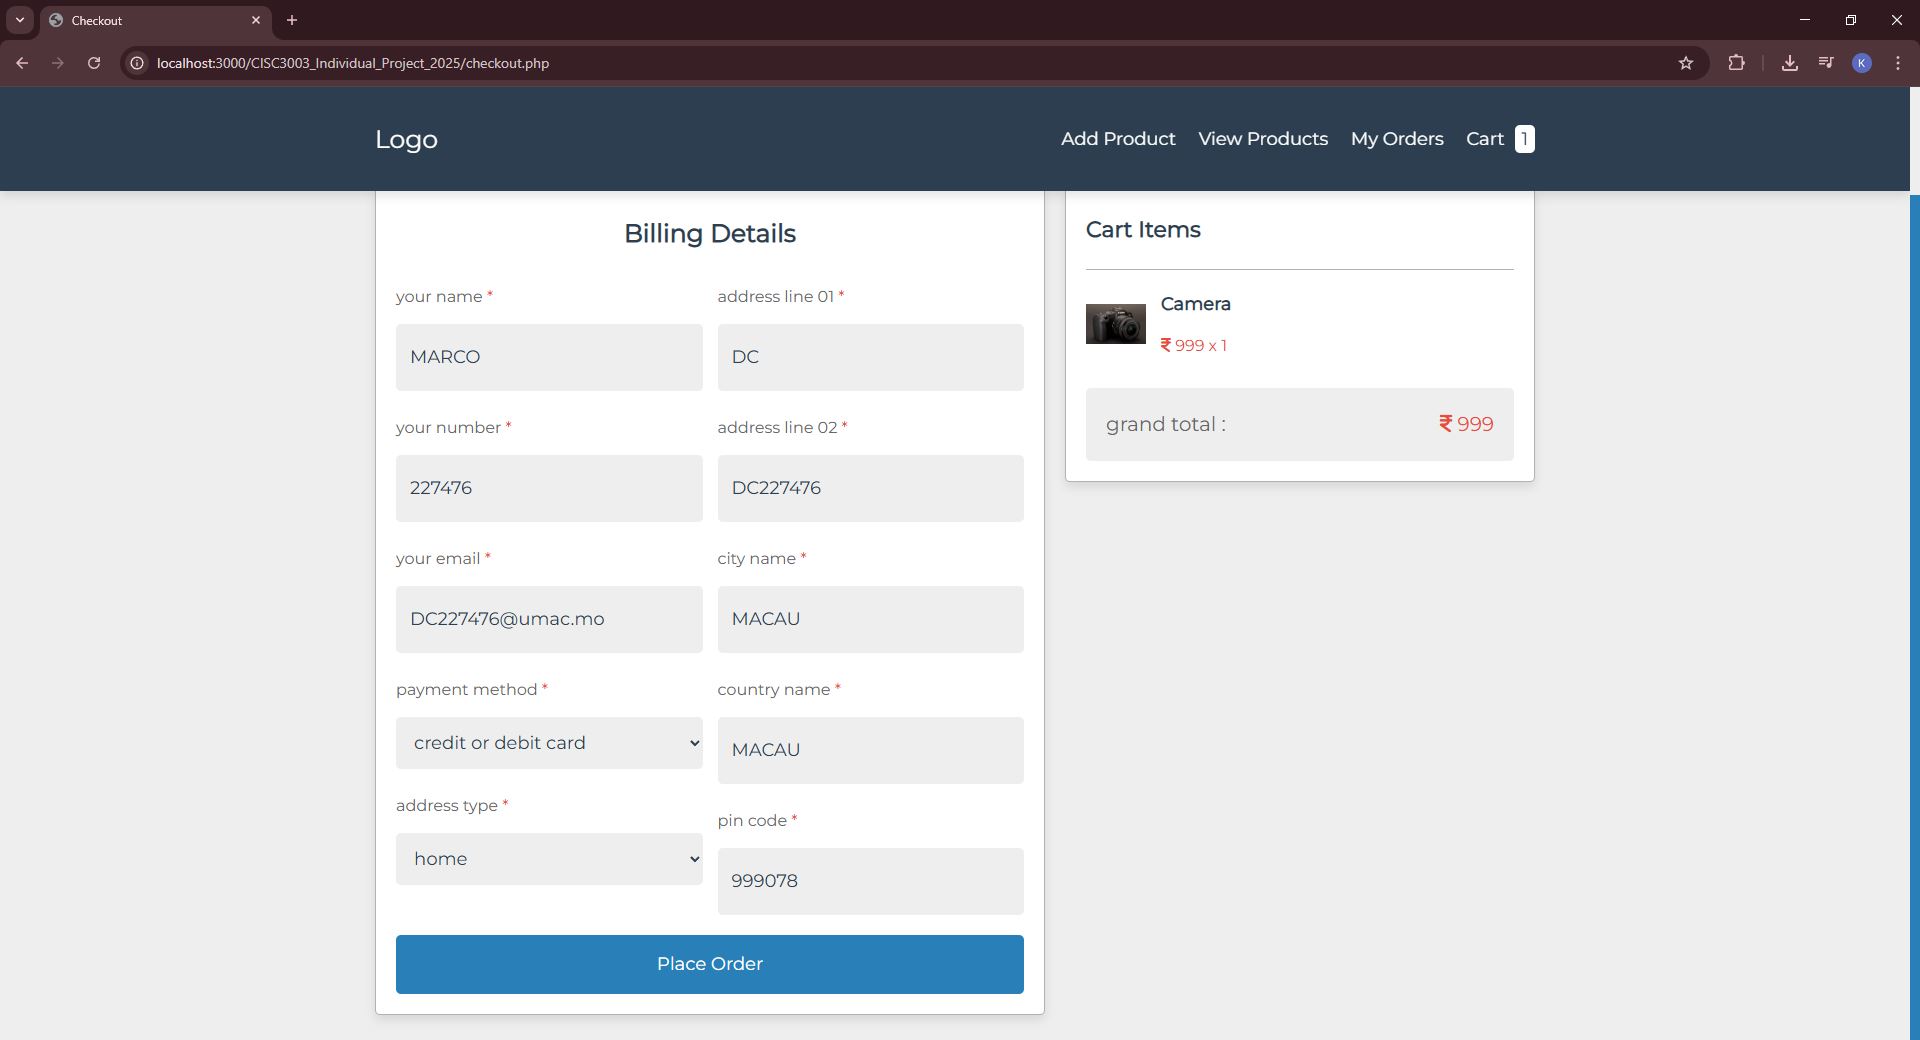 Checkout
localhost:3000/CISC3003_Individual_Project_2025/checkout.php
K
Logo
Add Product
View Products
My Orders
Cart 1
Billing Details
your name *
MARCO
address line 01 *
DC
your number *
227476
address line 02 *
DC227476
your email *
DC227476@umac.mo
city name *
MACAU
payment method *
credit or debit card
country name *
MACAU
address type *
home
pin code *
999078
Place Order
Cart Items
Camera
₹ 999 x 1
grand total : ₹ 999